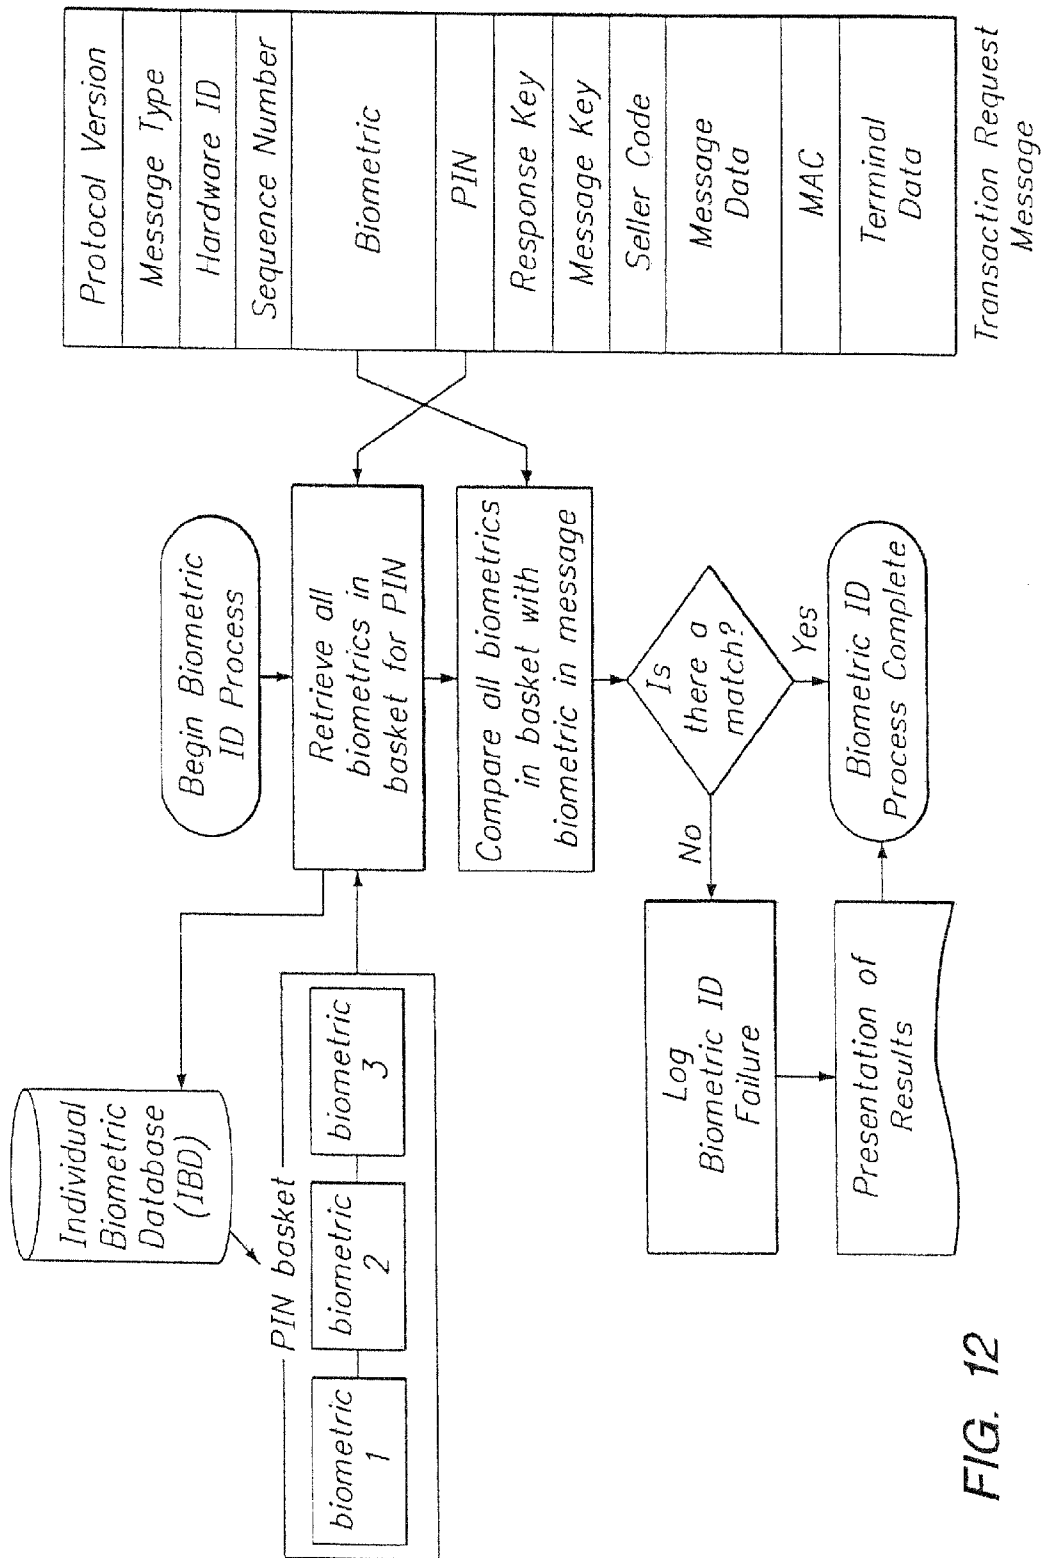 Individual
Biometric
Database
(IBD)
PIN basket
biometric
1
biometric
2
biometric
3
Begin Biometric
ID Process
Retrieve all
biometrics in
basket for PIN
Compare all biometrics
in basket with
biometric in message
Is
there a
match?
No
Yes
Log
Biometric ID
Failure
Presentation of
Results
Biometric ID
Process Complete
Protocol Version
Message Type
Hardware ID
Sequence Number
Biometric
PIN
Response Key
Message Key
Seller Code
Message
Data
MAC
Terminal
Data
Transaction Request
Message
FIG. 12